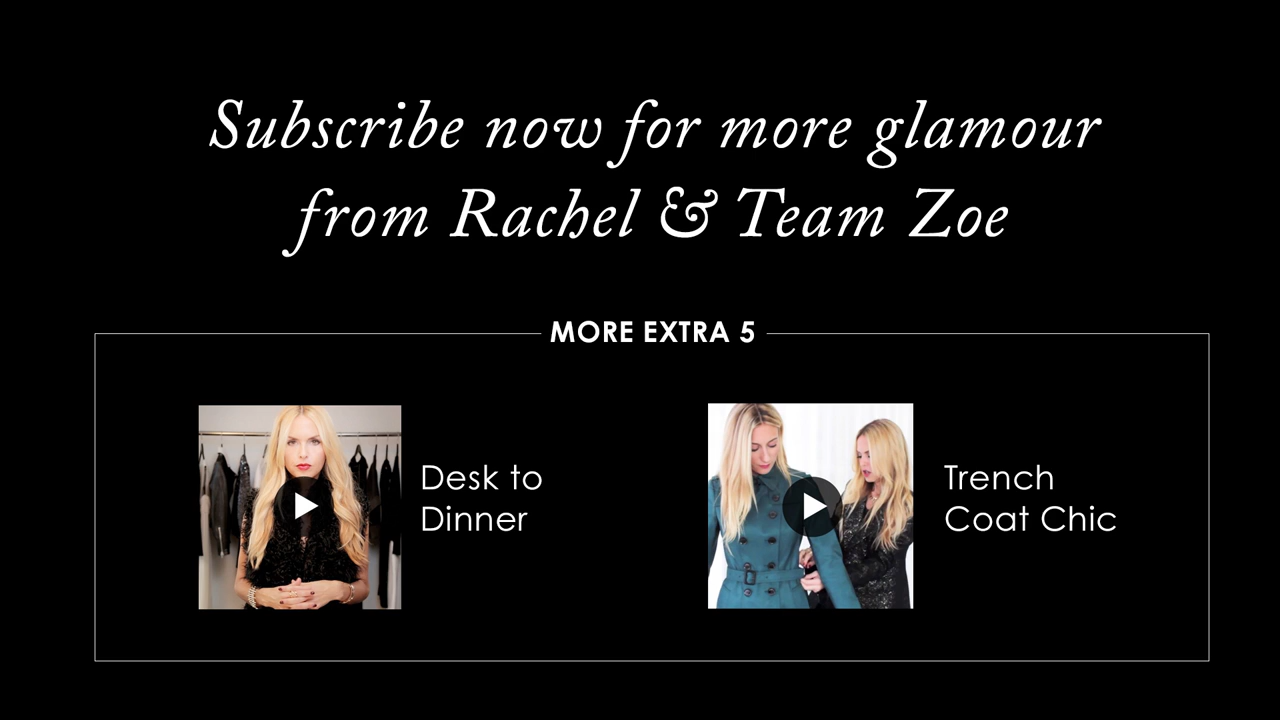 Subscribe now for more glamour
from Rachel & Team Zoe
MORE EXTRA 5
Desk to
Dinner
Trench
Coat Chic